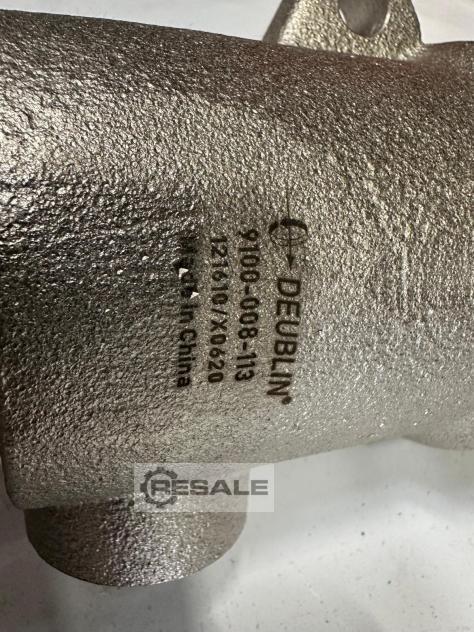 DEUBLIN
9100-008-113
121610/X0620
Made in China
RESALE